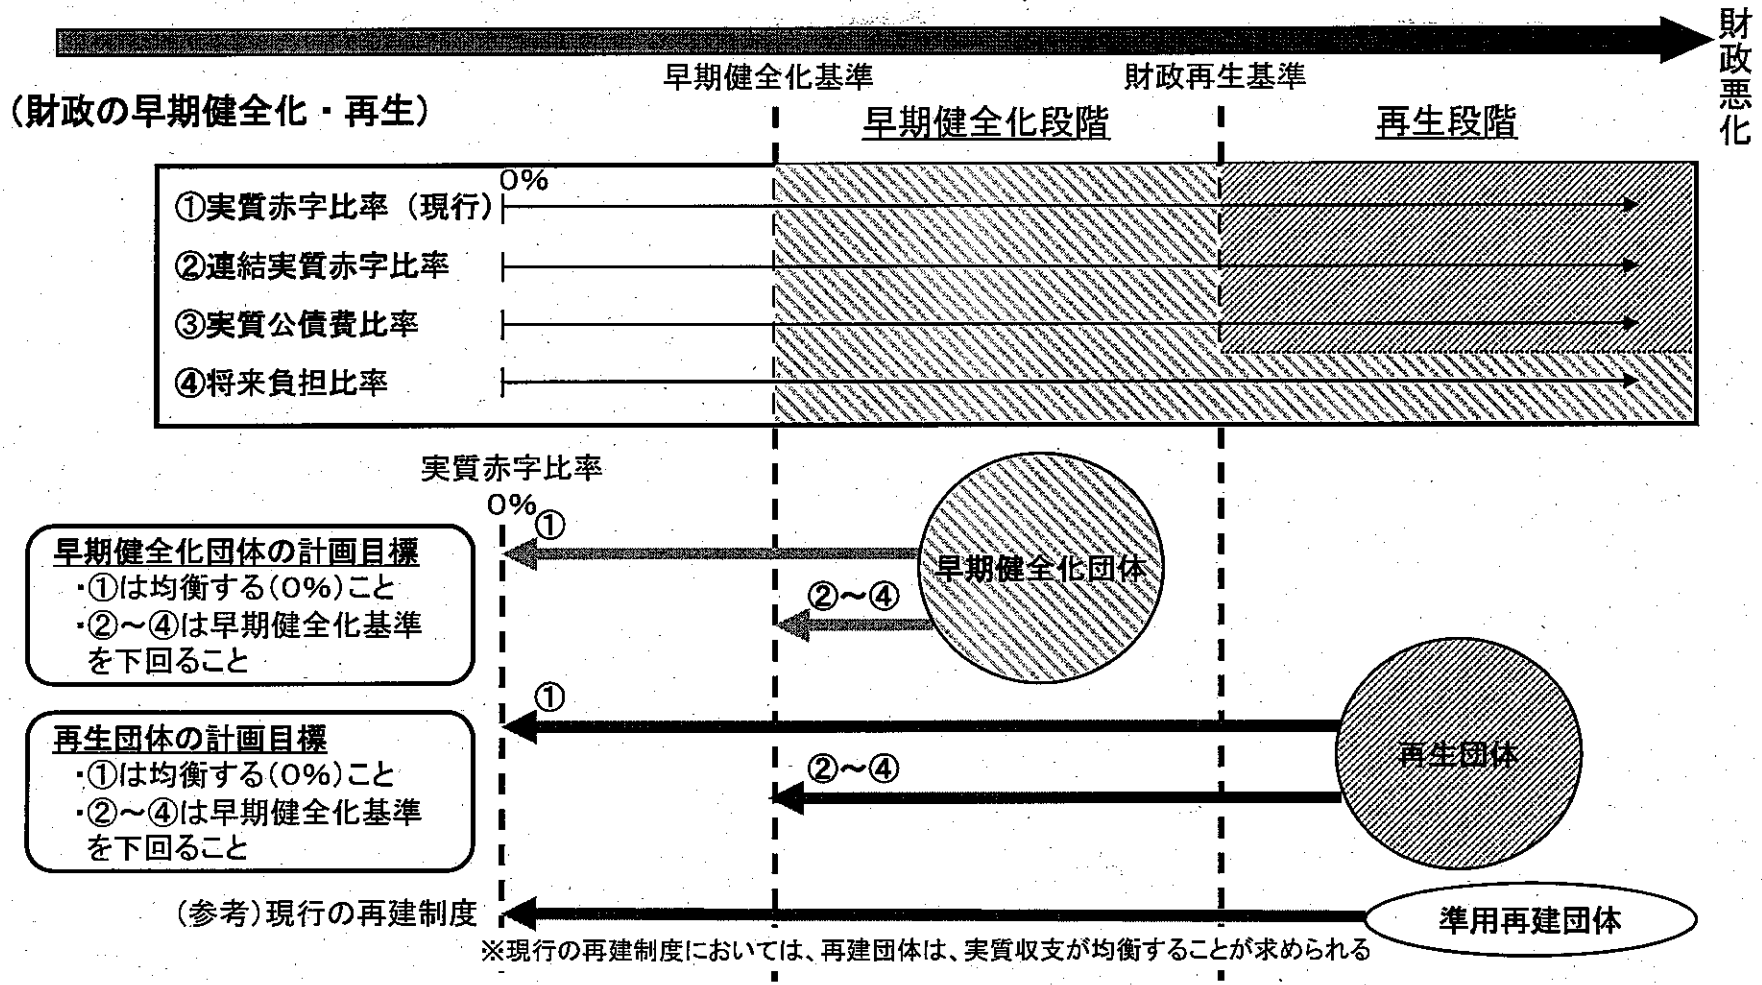 財政悪化
早期健全化基準
財政再生基準
(財政の早期健全化・再生)
早期健全化段階
再生段階
0%
①実質赤字比率(現行)
②連結実質赤字比率
③実質公債費比率
④将来負担比率
実質赤字比率
0%
①
早期健全化団体の計画目標
・①は均衡する(0%)こと
・②～④は早期健全化基準
を下回ること
早期健全化団体
②～④
①
再生団体の計画目標
・①は均衡する(0%)こと
・②～④は早期健全化基準
を下回ること
再生団体
②～④
(参考)現行の再建制度
準用再建団体
※現行の再建制度においては、再建団体は、実質収支が均衡することが求められる